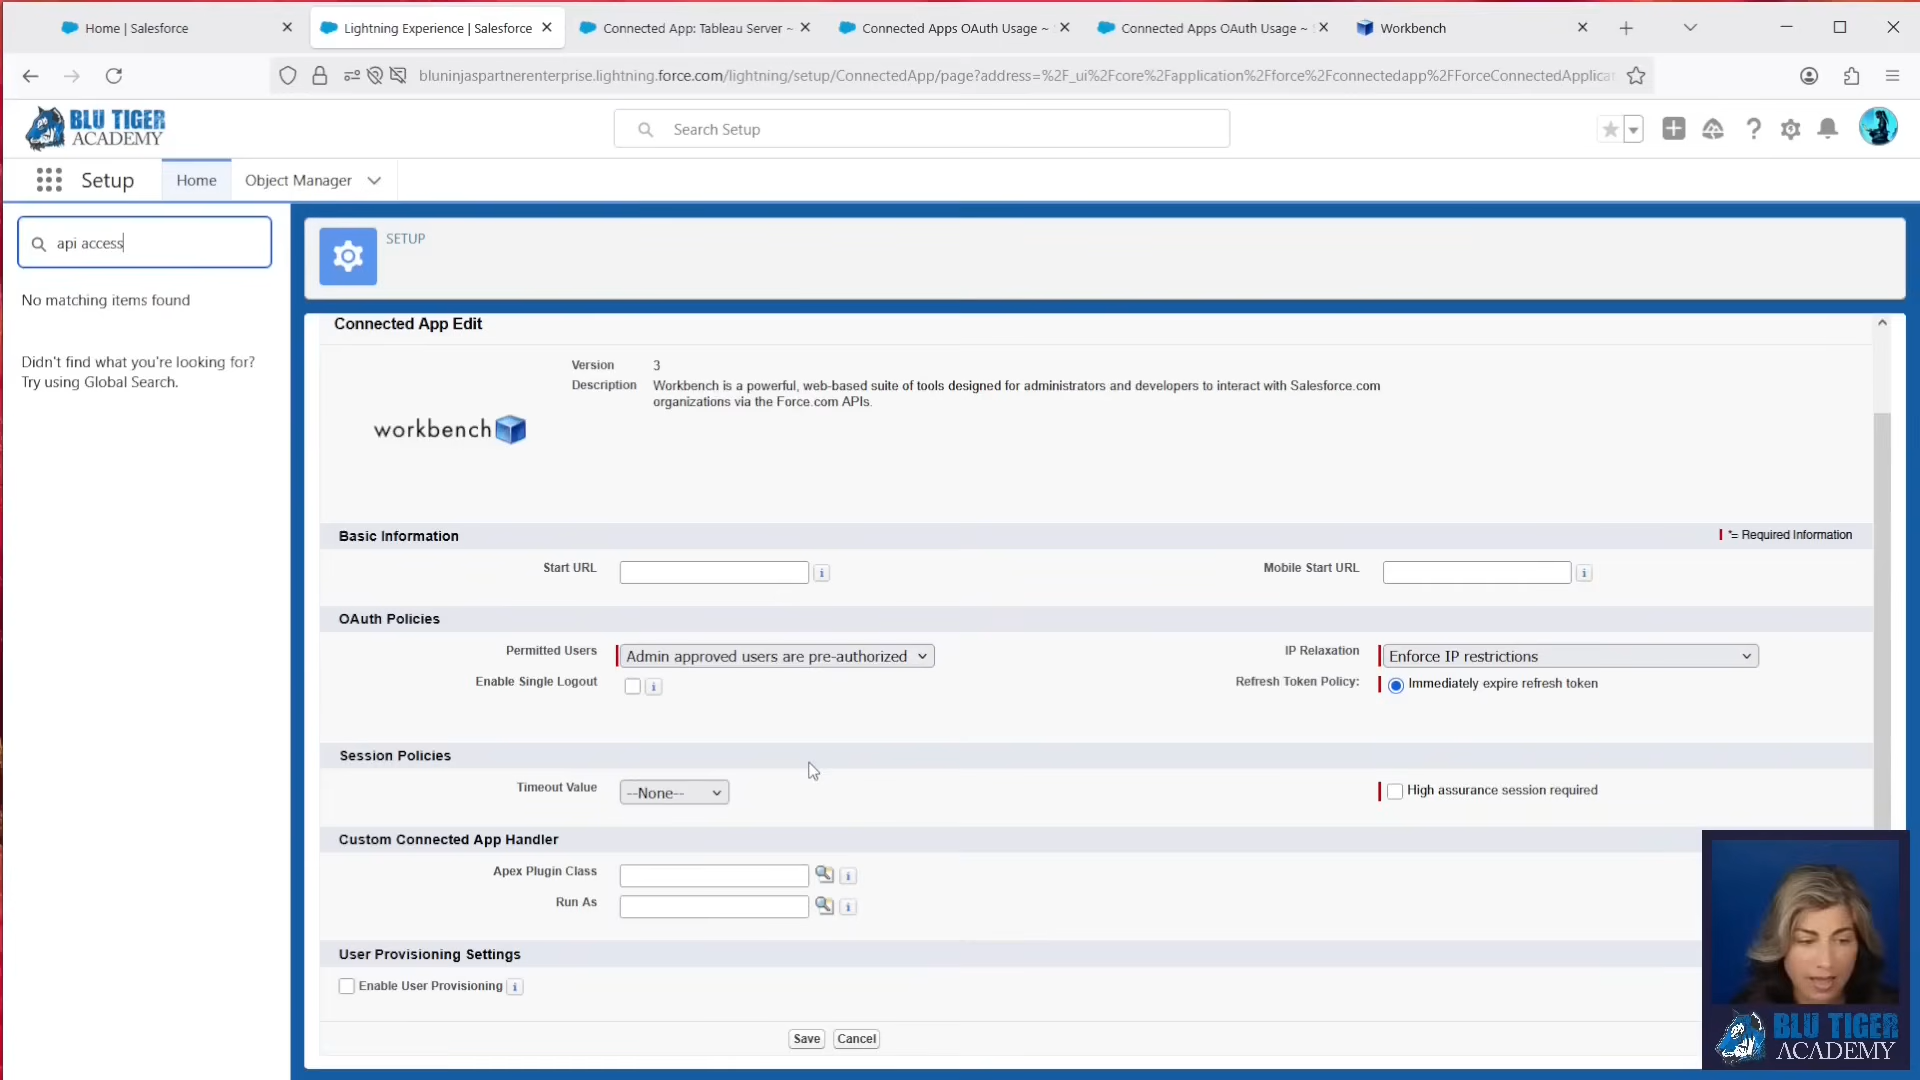 Home | Salesforce
Lightning Experience | Salesforce
Connected App: Tableau Server ~
Connected Apps OAuth Usage ~
Connected Apps OAuth Usage ~
Workbench
bluninjaspartnerenterprise.lightning.force.com/lightning/setup/ConnectedApp/page?address=%2F_ui%2Fcore%2Fapplication%2Fforce%2Fconnectedapp%2FForceConnectedApplicat
BLU TIGER
ACADEMY
Search Setup
Setup
Home
Object Manager
api access
No matching items found
Didn't find what you're looking for?
Try using Global Search.
SETUP
Connected App Edit
Version 3
Description Workbench is a powerful, web-based suite of tools designed for administrators and developers to interact with Salesforce.com
organizations via the Force.com APIs.
workbench
Basic Information
*= Required Information
Start URL
Mobile Start URL
OAuth Policies
Permitted Users Admin approved users are pre-authorized
IP Relaxation Enforce IP restrictions
Enable Single Logout
Refresh Token Policy: Immediately expire refresh token
Session Policies
Timeout Value --None--
High assurance session required
Custom Connected App Handler
Apex Plugin Class
Run As
User Provisioning Settings
Enable User Provisioning
Save Cancel
BLU TIGER
ACADEMY